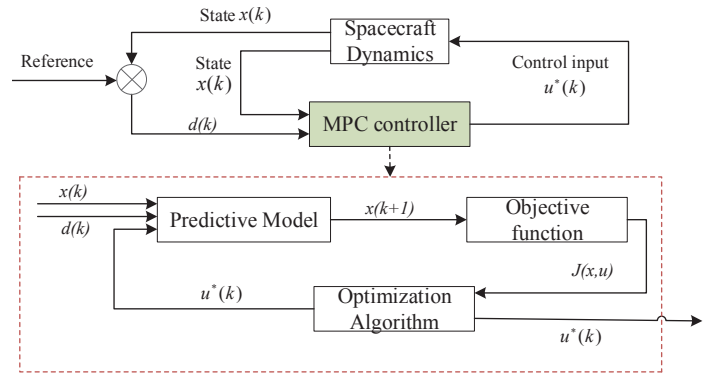 State x(k)
Spacecraft
Dynamics
Reference
State
x(k)
Control input
u*(k)
d(k)
MPC controller
x(k)
d(k)
Predictive Model
x(k+1)
Objective
function
J(x,u)
u*(k)
Optimization
Algorithm
u*(k)